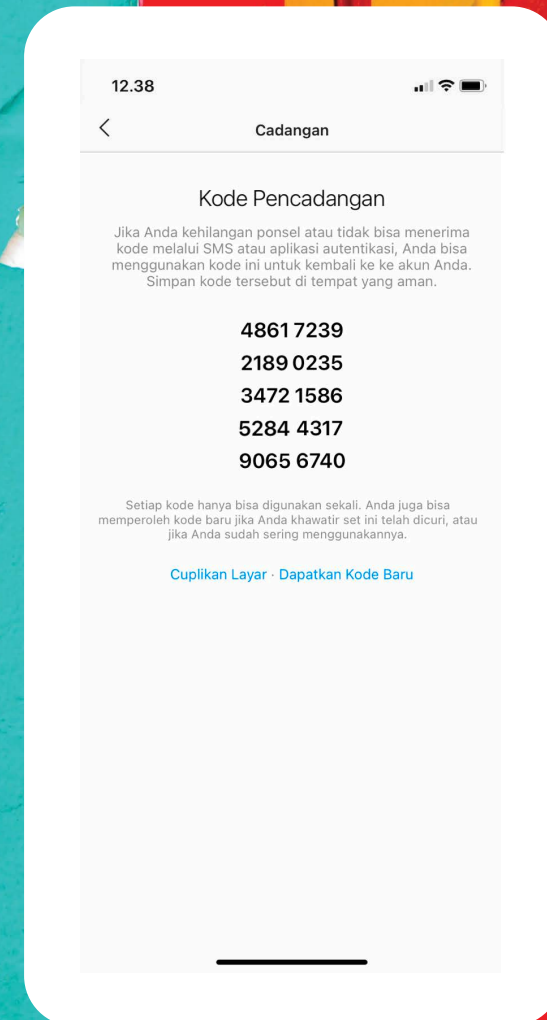 12.38
Cadangan
Kode Pencadangan
Jika Anda kehilangan ponsel atau tidak bisa menerima
kode melalui SMS atau aplikasi autentikasi, Anda bisa
menggunakan kode ini untuk kembali ke ke akun Anda.
Simpan kode tersebut di tempat yang aman.
4861 7239
2189 0235
3472 1586
5284 4317
9065 6740
Setiap kode hanya bisa digunakan sekali. Anda juga bisa
memperoleh kode baru jika Anda khawatir set ini telah dicuri, atau
jika Anda sudah sering menggunakannya.
Cuplikan Layar · Dapatkan Kode Baru